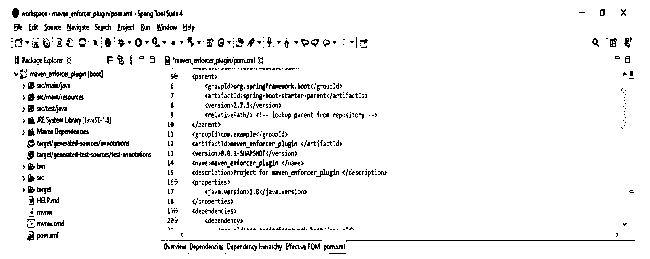 workspace - maven_enforcer_plugin/pom.xml - Spring Tool Suite 4
File Edit Source Navigate Search Project Run Window Help
Package Explorer
*maven_enforcer_plugin/pom.xml
maven_enforcer_plugin [boot]
src/main/java
src/main/resources
src/test/java
JRE System Library
Maven Dependencies
target/generated-sources/annotations
target/generated-test-sources/test-annotations
bin
src
target
HELP.md
mvnw
mvnw.cmd
pom.xml
<parent>
6 <groupId>org.springframework.boot</groupId>
7 <artifactId>spring-boot-starter-parent</artifactId>
8 <version>2.7.5</version>
9 <relativePath/> <!-- lookup parent from repository -->
10 </parent>
11 <groupId>com.example</groupId>
12 <artifactId>maven_enforcer_plugin </artifactId>
13 <version>0.0.1-SNAPSHOT</version>
14 <name>maven_enforcer_plugin </name>
15 <description>Project for maven_enforcer_plugin </description>
16 <properties>
17 <java.version>1.8</java.version>
18 </properties>
19 <dependencies>
20 <dependency>
Overview Dependencies Dependency Hierarchy Effective POM pom.xml